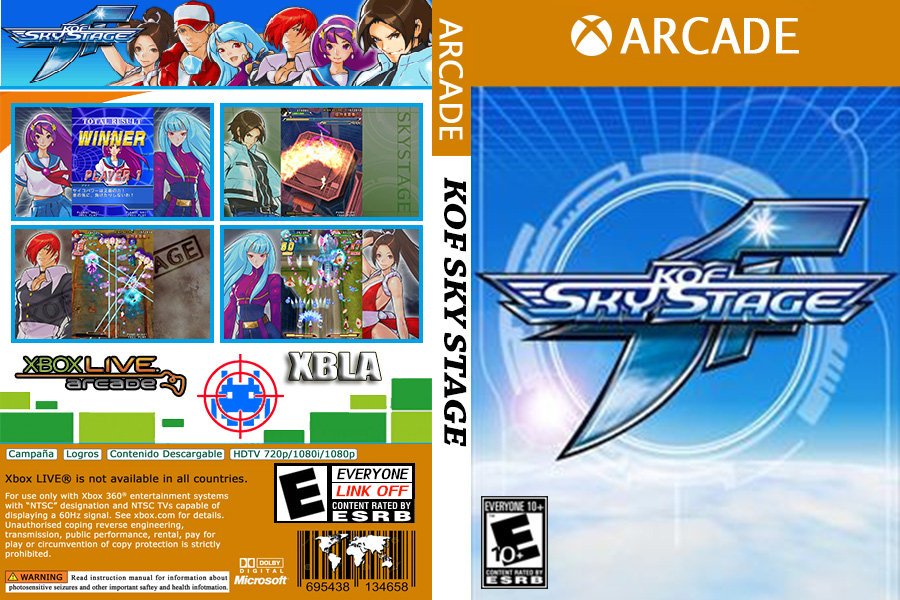 KOF
SKY STAGE
TOTAL RESULT
WINNER
PLAYER 1
SKYSTAGE
XBOX LIVE
arcade
XBLA
Campaña Logros Contenido Descargable HDTV 720p/1080i/1080p
Xbox LIVE® is not available in all countries.
For use only with Xbox 360® entertainment systems
with “NTSC” designation and NTSC TVs capable of
displaying a 60Hz signal. See xbox.com for details.
Unauthorised coping reverse engineering,
transmission, public performance, rental, pay for
play or circumvention of copy protection is strictly
prohibited.
WARNING Read instruction manual for information about
photosensitive seizures and other important saftey and health infotmation.
E
EVERYONE
LINK OFF
CONTENT RATED BY
ESRB
DOLBY
DIGITAL
Microsoft
695438 134658
ARCADE
KOF SKY STAGE
ARCADE
KOF
SKY STAGE
EVERYONE 10+
E
10+
CONTENT RATED BY
ESRB